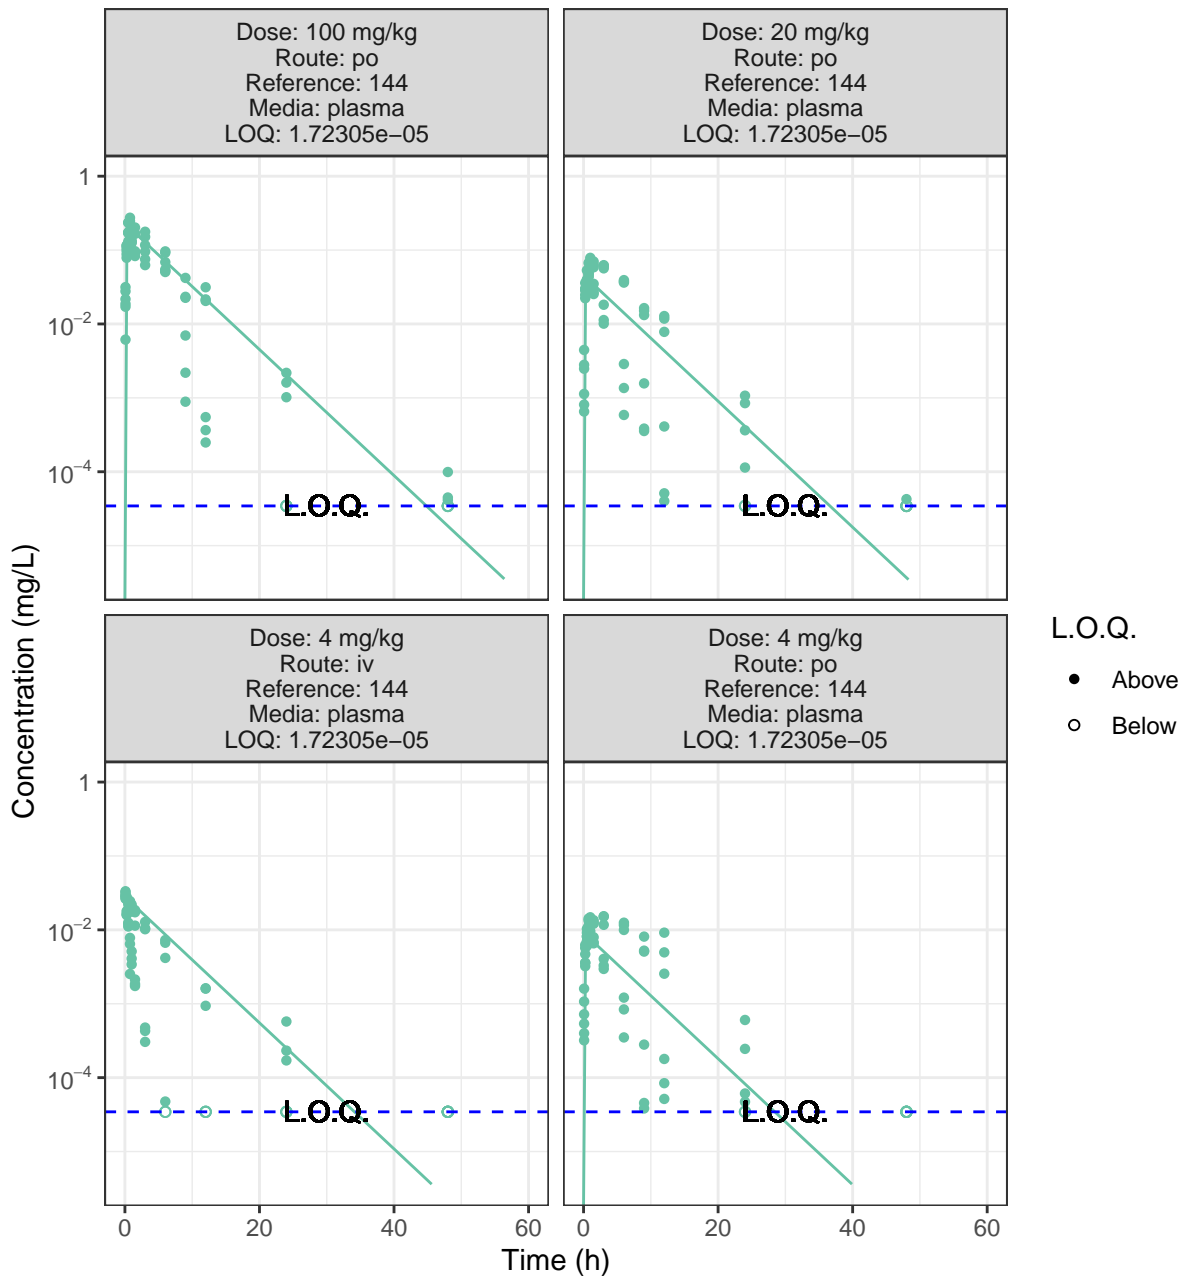 Dose: 100 mg/kg
Route: po
Reference: 144
Media: plasma
LOQ: 1.72305e−05
Dose: 20 mg/kg
Route: po
Reference: 144
Media: plasma
LOQ: 1.72305e−05
1
10−2
10−4
L.O.Q.
L.O.Q.
Dose: 4 mg/kg
Route: iv
Reference: 144
Media: plasma
LOQ: 1.72305e−05
Dose: 4 mg/kg
Route: po
Reference: 144
Media: plasma
LOQ: 1.72305e−05
1
10−2
10−4
L.O.Q.
L.O.Q.
0 20 40 60
0 20 40 60
Time (h)
Concentration (mg/L)
L.O.Q.
Above
Below